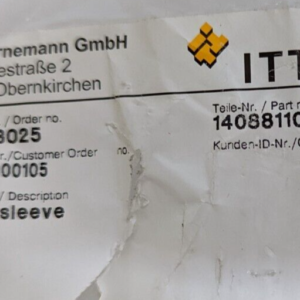 rnemann GmbH
estraße 2
Obernkirchen
ITT
/ Order no.
8025
Teile-Nr. / Part n
14088110
r./Customer Order no
00105
Kunden-ID-Nr./
/ Description
sleeve